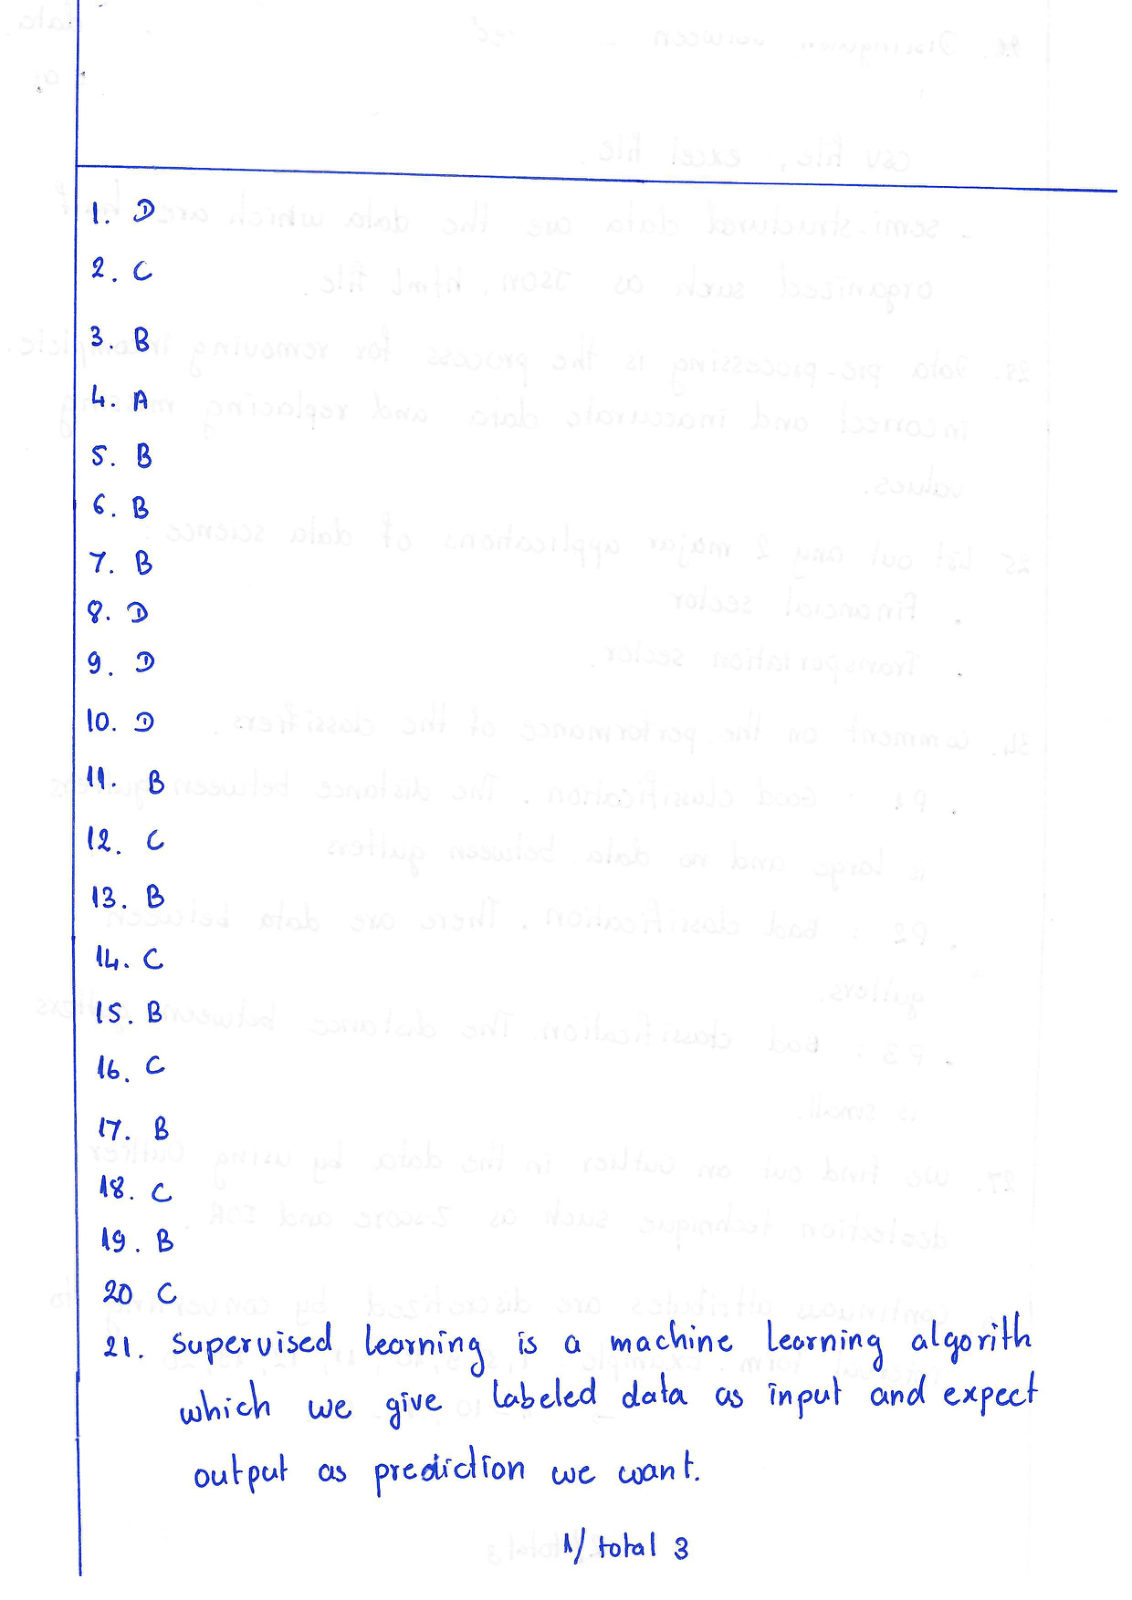 1. D
2. C
3. B
4. A
5. B
6. B
7. B
8. D
9. D
10. D
11. B
12. C
13. B
14. C
15. B
16. C
17. B
18. C
19. B
20 C
21. Supervised learning is a machine learning algorith
which we give labeled data as input and expect
output as prediction we want.
1/ total 3